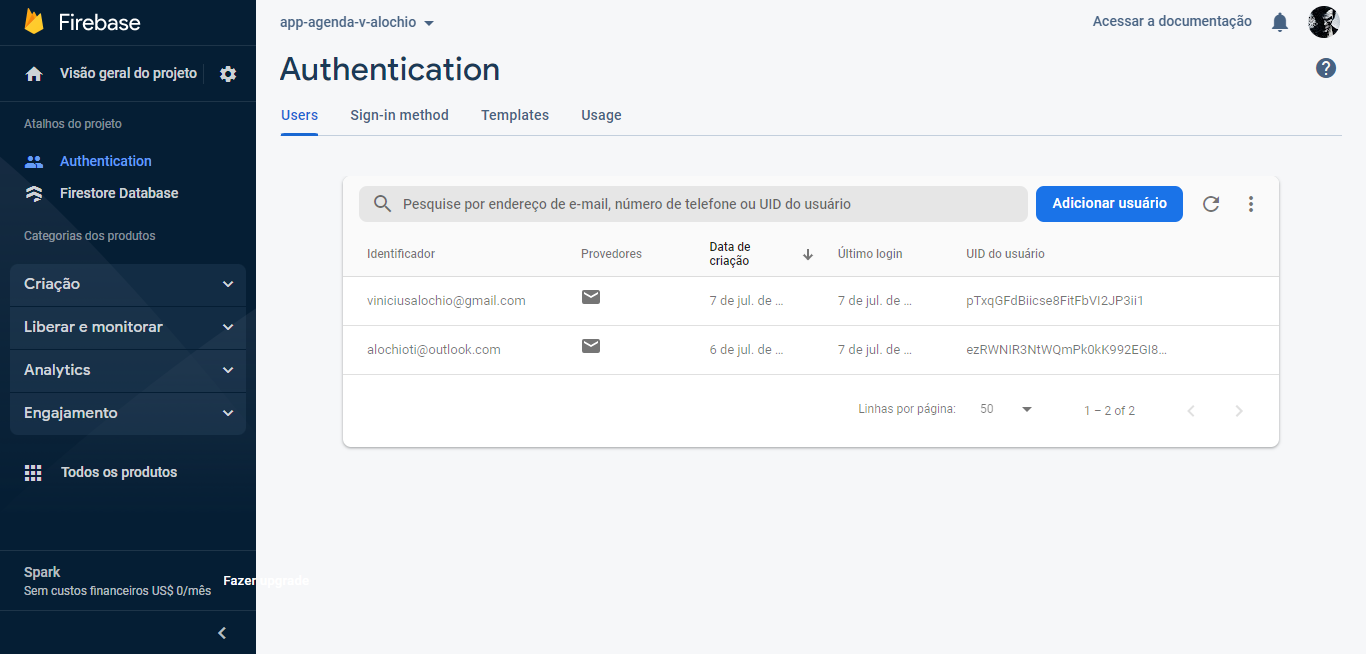 Firebase
Visão geral do projeto
Atalhos do projeto
Authentication
Firestore Database
Categorias dos produtos
Criação
Liberar e monitorar
Analytics
Engajamento
Todos os produtos
Spark
Sem custos financeiros US$ 0/mês
Fazer upgrade
app-agenda-v-alochio
Acessar a documentação
Authentication
Users Sign-in method Templates Usage
Pesquise por endereço de e-mail, número de telefone ou UID do usuário
Adicionar usuário
Identificador Provedores Data de criação Último login UID do usuário
viniciusalochio@gmail.com 7 de jul. de ... 7 de jul. de ... pTxqGFdBiicse8FitFbVI2JP3ii1
alochioti@outlook.com 6 de jul. de ... 7 de jul. de ... ezRWNIR3NtWQmPk0kK992EGI8...
Linhas por página: 50 1 – 2 of 2